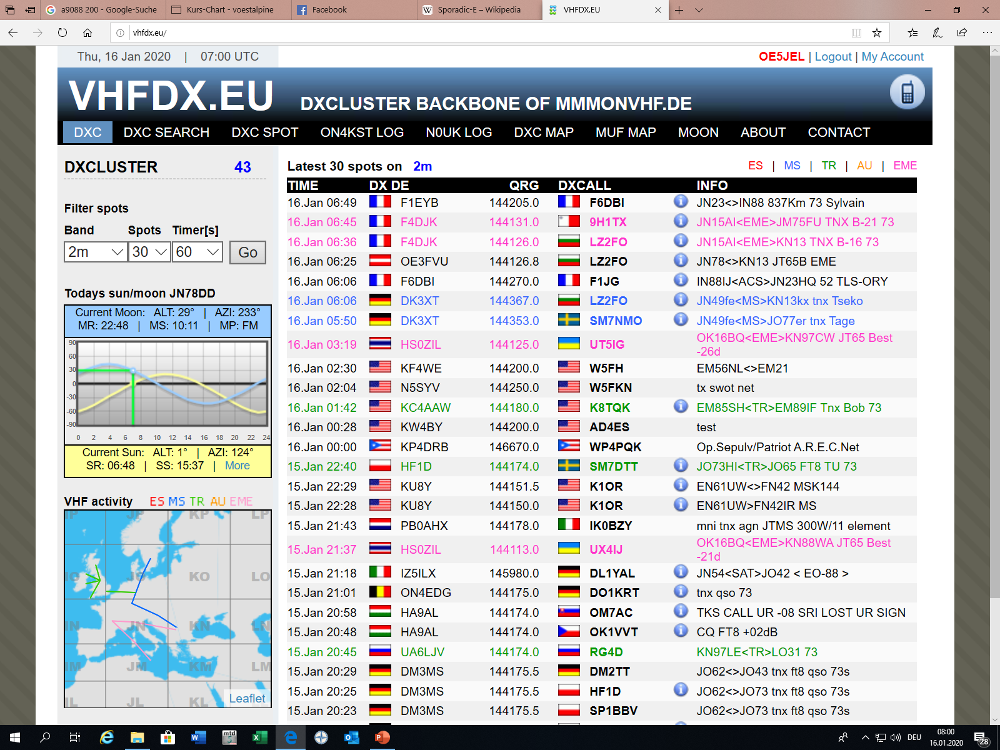 a9088 200 - Google-Suche
Kurs-Chart - voestalpine
Facebook
Sporadic-E – Wikipedia
VHFDX.EU
vhfdx.eu/
Thu, 16 Jan 2020 | 07:00 UTC
OE5JEL | Logout | My Account
VHFDX.EU DXCLUSTER BACKBONE OF MMMONVHF.DE
DXC DXC SEARCH DXC SPOT ON4KST LOG N0UK LOG DXC MAP MUF MAP MOON ABOUT CONTACT
DXCLUSTER 43
Filter spots
Band Spots Timer[s]
2m 30 60 Go
Todays sun/moon JN78DD
Current Moon: ALT: 29° | AZI: 233°
MR: 22:48 | MS: 10:11 | MP: FM
90
60
30
0
-30
-60
-90
0 2 4 6 8 10 12 14 16 18 20 22 24
Current Sun: ALT: 1° | AZI: 124°
SR: 06:48 | SS: 15:37 | More
VHF activity ES MS TR AU EME
IP JP KP LP
IO JO KO LO
IN JN KN LN
IM JM KM LM
IL JL KL
Leaflet
Latest 30 spots on 2m ES | MS | TR | AU | EME
TIME DX DE QRG DXCALL INFO
16.Jan 06:49 F1EYB 144205.0 F6DBI JN23<>IN88 837Km 73 Sylvain
16.Jan 06:45 F4DJK 144131.0 9H1TX JN15AI<EME>JM75FU TNX B-21 73
16.Jan 06:36 F4DJK 144126.0 LZ2FO JN15AI<EME>KN13 TNX B-16 73
16.Jan 06:25 OE3FVU 144126.8 LZ2FO JN78<>KN13 JT65B EME
16.Jan 06:06 F6DBI 144270.0 F1JG IN88IJ<ACS>JN23HQ 52 TLS-ORY
16.Jan 06:06 DK3XT 144367.0 LZ2FO JN49fe<MS>KN13kx tnx Tseko
16.Jan 05:50 DK3XT 144353.0 SM7NMO JN49fe<MS>JO77er tnx Tage
16.Jan 03:19 HS0ZIL 144125.0 UT5IG OK16BQ<EME>KN97CW JT65 Best
-26d
16.Jan 02:30 KF4WE 144200.0 W5FH EM56NL<>EM21
16.Jan 02:04 N5SYV 144250.0 W5FKN tx swot net
16.Jan 01:42 KC4AAW 144180.0 K8TQK EM85SH<TR>EM89IF Tnx Bob 73
16.Jan 00:28 KW4BY 144200.0 AD4ES test
16.Jan 00:00 KP4DRB 146670.0 WP4PQK Op.Sepulv/Patriot A.R.E.C.Net
15.Jan 22:40 HF1D 144174.0 SM7DTT JO73HI<TR>JO65 FT8 TU 73
15.Jan 22:29 KU8Y 144151.5 K1OR EN61UW<>FN42 MSK144
15.Jan 22:28 KU8Y 144150.0 K1OR EN61UW>FN42IR MS
15.Jan 21:43 PB0AHX 144178.0 IK0BZY mni tnx agn JTMS 300W/11 element
15.Jan 21:37 HS0ZIL 144113.0 UX4IJ OK16BQ<EME>KN88WA JT65 Best
-21d
15.Jan 21:18 IZ5ILX 145980.0 DL1YAL JN54<SAT>JO42 < EO-88 >
15.Jan 21:01 ON4EDG 144175.0 DO1KRT tnx qso 73
15.Jan 20:58 HA9AL 144174.0 OM7AC TKS CALL UR -08 SRI LOST UR SIGN
15.Jan 20:48 HA9AL 144174.0 OK1VVT CQ FT8 +02dB
15.Jan 20:45 UA6LJV 144174.0 RG4D KN97LE<TR>LO31 73
15.Jan 20:29 DM3MS 144175.5 DM2TT JO62<>JO43 tnx ft8 qso 73s
15.Jan 20:25 DM3MS 144175.5 HF1D JO62<>JO73 tnx ft8 qso 73s
15.Jan 20:23 DM3MS 144175.5 SP1BBV JO62<>JO73 tnx ft8 qso 73s
mtd
DEU
08:00
16.01.2020
28